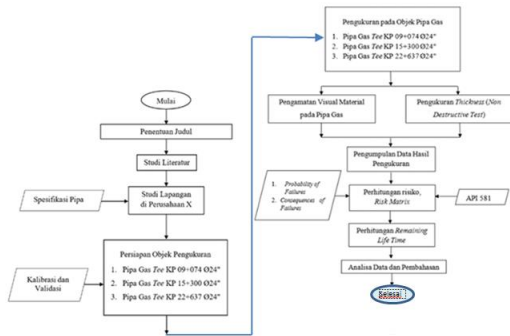 Mulai
Penentuan Judul
Studi Literatur
Spesifikasi Pipa
Studi Lapangan
di Perusahaan X
Persiapan Objek Pengukuran
1. Pipa Gas Tee KP 09+074 Ø24"
2. Pipa Gas Tee KP 15+300 Ø24"
3. Pipa Gas Tee KP 22+637 Ø24"
Kalibrasi dan
Validasi
Pengukuran pada Objek Pipa Gas
1. Pipa Gas Tee KP 09+074 Ø24"
2. Pipa Gas Tee KP 15+300 Ø24"
3. Pipa Gas Tee KP 22+637 Ø24"
Pengamatan Visual Material
pada Pipa Gas
Pengukuran Thickness (Non
Destructive Test)
Pengumpulan Data Hasil
Pengukuran
1. Probability of
Failures
2. Consequences of
Failures
Perhitungan risiko,
Risk Matrix
API 581
Perhitungan Remaining
Life Time
Analisa Data dan Pembahasan
Selesai